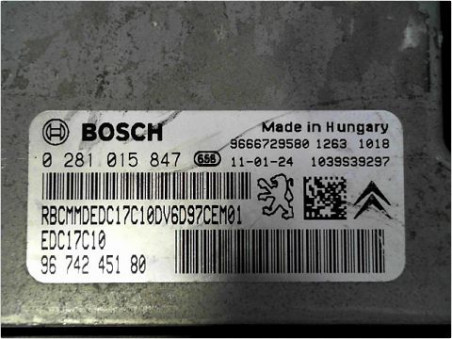 BOSCH
Made in Hungary
9666729580 1263 1018
0 281 015 847 656 11-01-24 1039S39297
RBCMMDEDC17C10DV6D97CEM01
EDC17C10
96 742 451 80